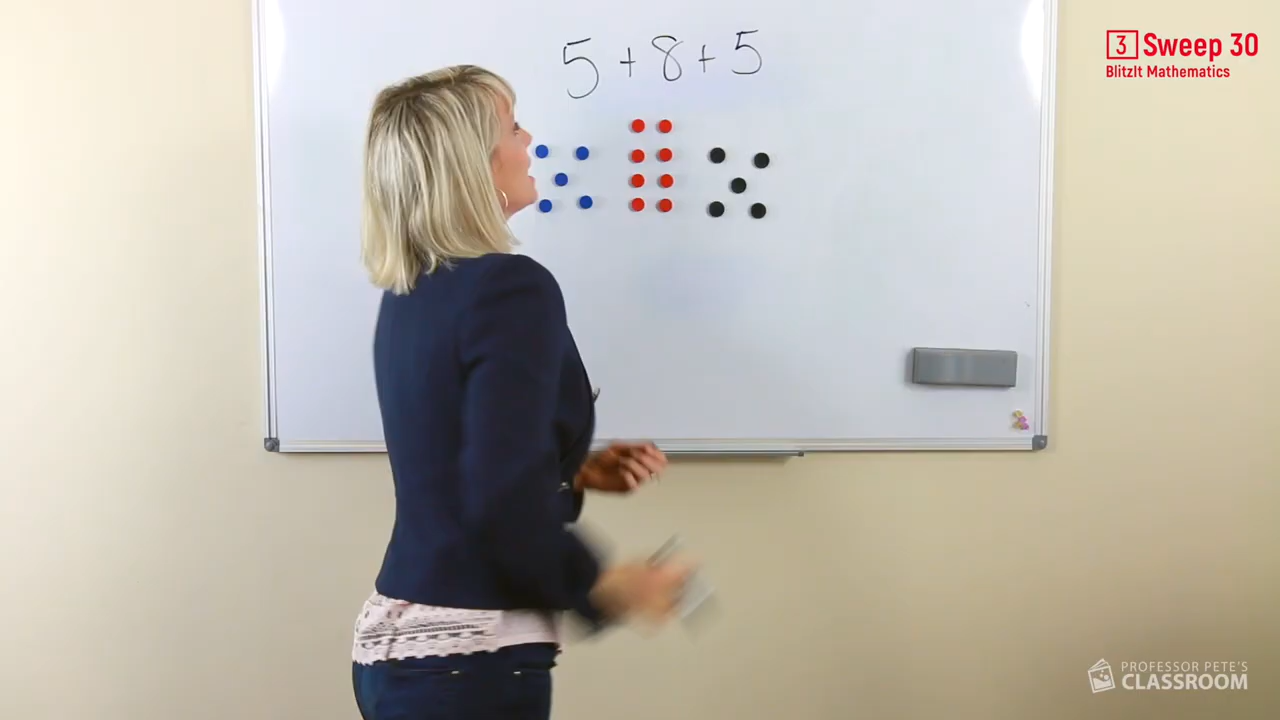 5 + 8 + 5
3 Sweep 30
BlitzIt Mathematics
PROFESSOR PETE'S
CLASSROOM